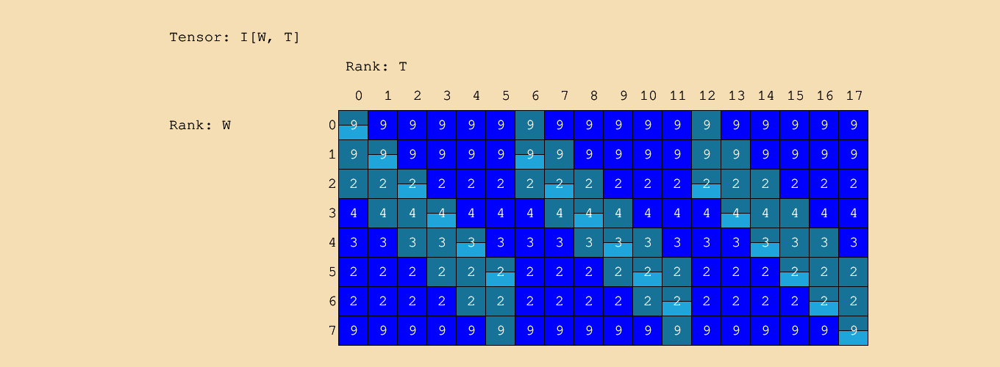 Tensor: I[W, T]
Rank: T
0 1 2 3 4 5 6 7 8 9 10 11 12 13 14 15 16 17
Rank: W 0 9 9 9 9 9 9 9 9 9 9 9 9 9 9 9 9 9 9
1 9 9 9 9 9 9 9 9 9 9 9 9 9 9 9 9 9 9
2 2 2 2 2 2 2 2 2 2 2 2 2 2 2 2 2 2 2
3 4 4 4 4 4 4 4 4 4 4 4 4 4 4 4 4 4 4
4 3 3 3 3 3 3 3 3 3 3 3 3 3 3 3 3 3 3
5 2 2 2 2 2 2 2 2 2 2 2 2 2 2 2 2 2 2
6 2 2 2 2 2 2 2 2 2 2 2 2 2 2 2 2 2 2
7 9 9 9 9 9 9 9 9 9 9 9 9 9 9 9 9 9 9